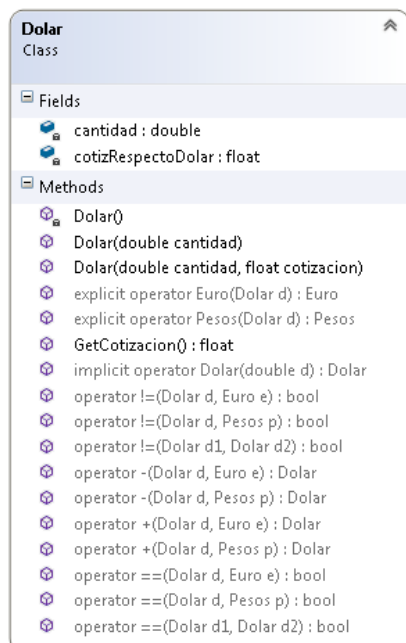 Dolar
Class
Fields
cantidad : double
cotizRespectoDolar : float
Methods
Dolar()
Dolar(double cantidad)
Dolar(double cantidad, float cotizacion)
explicit operator Euro(Dolar d) : Euro
explicit operator Pesos(Dolar d) : Pesos
GetCotizacion() : float
implicit operator Dolar(double d) : Dolar
operator !=(Dolar d, Euro e) : bool
operator !=(Dolar d, Pesos p) : bool
operator !=(Dolar d1, Dolar d2) : bool
operator -(Dolar d, Euro e) : Dolar
operator -(Dolar d, Pesos p) : Dolar
operator +(Dolar d, Euro e) : Dolar
operator +(Dolar d, Pesos p) : Dolar
operator ==(Dolar d, Euro e) : bool
operator ==(Dolar d, Pesos p) : bool
operator ==(Dolar d1, Dolar d2) : bool